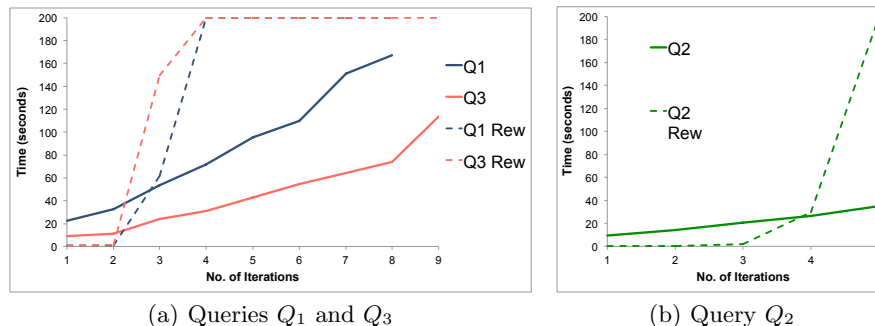 200
180
160
140
120
100
80
60
40
20
0
Time (seconds)
1 2 3 4 5 6 7 8 9
No. of Iterations
Q1
Q3
Q1 Rew
Q3 Rew
(a) Queries Q1 and Q3
200
180
160
140
120
100
80
60
40
20
0
Time (seconds)
1 2 3 4
No. of Iterations
Q2
Q2
Rew
(b) Query Q2